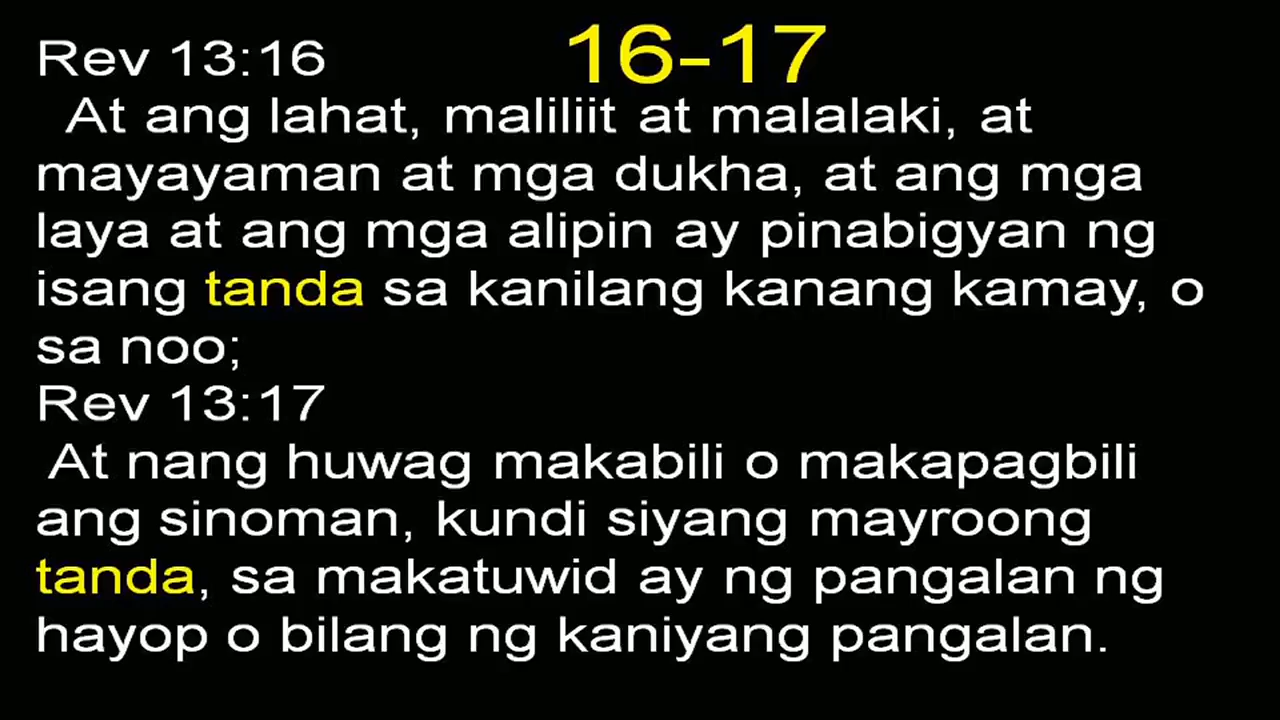 Rev 13:16
16-17
At ang lahat, maliliit at malalaki, at
mayayaman at mga dukha, at ang mga
laya at ang mga alipin ay pinabigyan ng
isang tanda sa kanilang kanang kamay, o
sa noo;
Rev 13:17
At nang huwag makabili o makapagbili
ang sinoman, kundi siyang mayroong
tanda, sa makatuwid ay ng pangalan ng
hayop o bilang ng kaniyang pangalan.